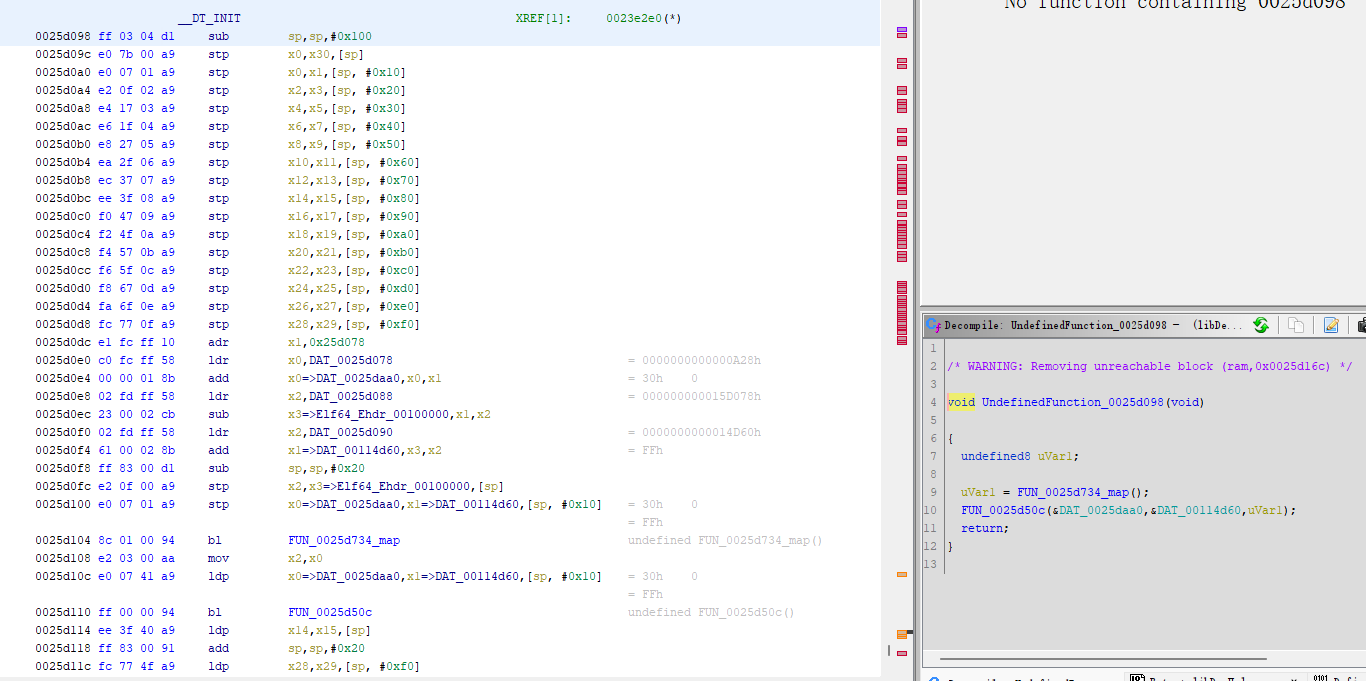 No function containing 0025d098
__DT_INIT XREF[1]: 0023e2e0(*)
0025d098 ff 03 04 d1 sub sp,sp,#0x100
0025d09c e0 7b 00 a9 stp x0,x30,[sp]
0025d0a0 e0 07 01 a9 stp x0,x1,[sp, #0x10]
0025d0a4 e2 0f 02 a9 stp x2,x3,[sp, #0x20]
0025d0a8 e4 17 03 a9 stp x4,x5,[sp, #0x30]
0025d0ac e6 1f 04 a9 stp x6,x7,[sp, #0x40]
0025d0b0 e8 27 05 a9 stp x8,x9,[sp, #0x50]
0025d0b4 ea 2f 06 a9 stp x10,x11,[sp, #0x60]
0025d0b8 ec 37 07 a9 stp x12,x13,[sp, #0x70]
0025d0bc ee 3f 08 a9 stp x14,x15,[sp, #0x80]
0025d0c0 f0 47 09 a9 stp x16,x17,[sp, #0x90]
0025d0c4 f2 4f 0a a9 stp x18,x19,[sp, #0xa0]
0025d0c8 f4 57 0b a9 stp x20,x21,[sp, #0xb0]
0025d0cc f6 5f 0c a9 stp x22,x23,[sp, #0xc0]
0025d0d0 f8 67 0d a9 stp x24,x25,[sp, #0xd0]
0025d0d4 fa 6f 0e a9 stp x26,x27,[sp, #0xe0]
0025d0d8 fc 77 0f a9 stp x28,x29,[sp, #0xf0]
0025d0dc e1 fc ff 10 adr x1,0x25d078
0025d0e0 c0 fc ff 58 ldr x0,DAT_0025d078 = 0000000000000A28h
0025d0e4 00 00 01 8b add x0=>DAT_0025daa0,x0,x1 = 30h 0
0025d0e8 02 fd ff 58 ldr x2,DAT_0025d088 = 000000000015D078h
0025d0ec 23 00 02 cb sub x3=>Elf64_Ehdr_00100000,x1,x2
0025d0f0 02 fd ff 58 ldr x2,DAT_0025d090 = 0000000000014D60h
0025d0f4 61 00 02 8b add x1=>DAT_00114d60,x3,x2 = FFh
0025d0f8 ff 83 00 d1 sub sp,sp,#0x20
0025d0fc e2 0f 00 a9 stp x2,x3=>Elf64_Ehdr_00100000,[sp]
0025d100 e0 07 01 a9 stp x0=>DAT_0025daa0,x1=>DAT_00114d60,[sp, #0x10] = 30h 0
= FFh
0025d104 8c 01 00 94 bl FUN_0025d734_map undefined FUN_0025d734_map()
0025d108 e2 03 00 aa mov x2,x0
0025d10c e0 07 41 a9 ldp x0=>DAT_0025daa0,x1=>DAT_00114d60,[sp, #0x10] = 30h 0
= FFh
0025d110 ff 00 00 94 bl FUN_0025d50c undefined FUN_0025d50c()
0025d114 ee 3f 40 a9 ldp x14,x15,[sp]
0025d118 ff 83 00 91 add sp,sp,#0x20
0025d11c fc 77 4f a9 ldp x28,x29,[sp, #0xf0]
Decompile: UndefinedFunction_0025d098 - (libDe...
1
2 /* WARNING: Removing unreachable block (ram,0x0025d16c) */
3
4 void UndefinedFunction_0025d098(void)
5
6 {
7 undefined8 uVar1;
8
9 uVar1 = FUN_0025d734_map();
10 FUN_0025d50c(&DAT_0025daa0,&DAT_00114d60,uVar1);
11 return;
12 }
13